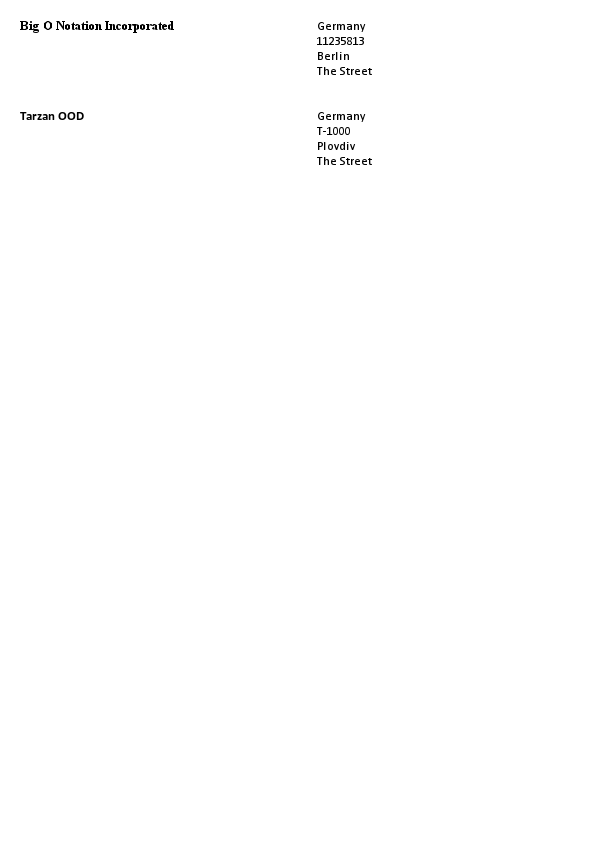 Big O Notation Incorporated
Germany
11235813
Berlin
The Street
Tarzan OOD
Germany
T-1000
Plovdiv
The Street